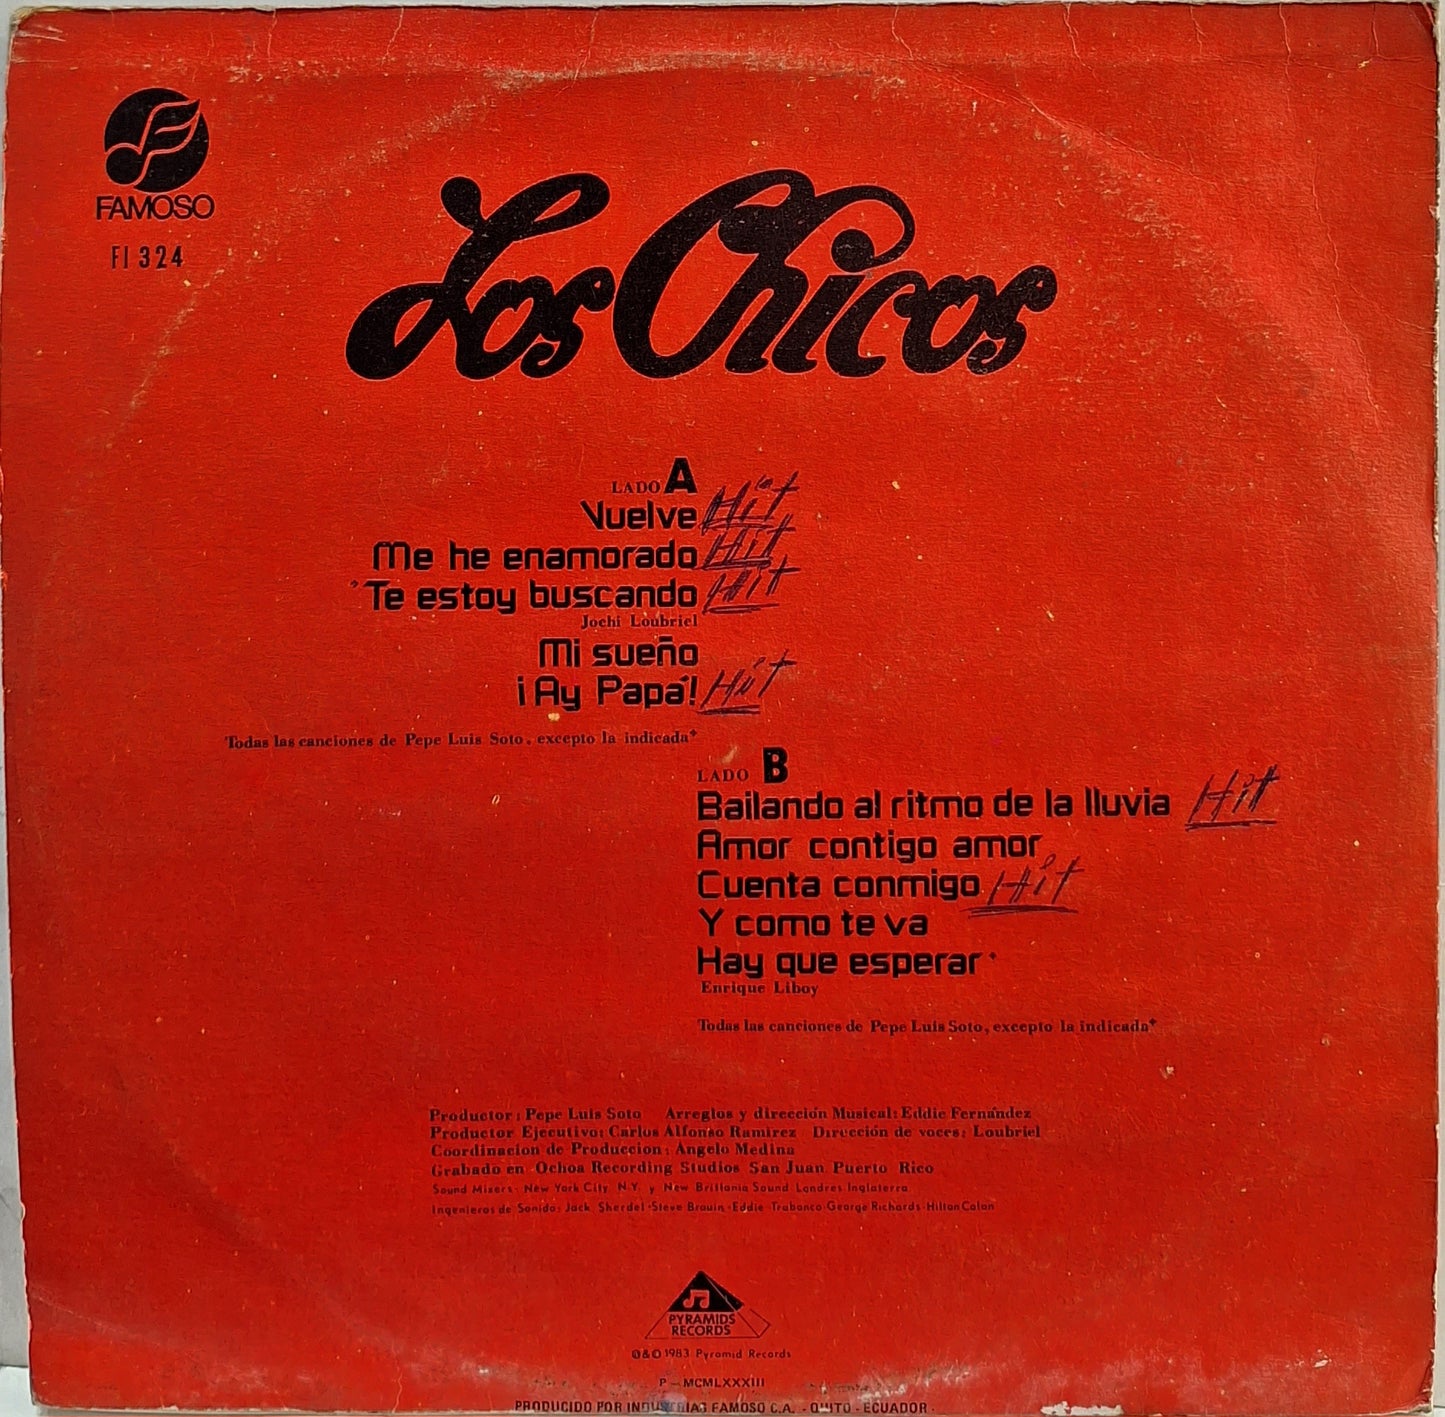 FAMOSO
FI 324
Los Chicos
LADO A
Vuelve Hit
Me he enamorado Hit
*Te estoy buscando Hit
Jochi Loubriel
Mi sueño
¡Ay Papá! Hit
Todas las canciones de Pepe Luis Soto, excepto la indicada*
LADO B
Bailando al ritmo de la lluvia Hit
Amor contigo amor
Cuenta conmigo Hit
Y como te va
Hay que esperar*
Enrique Liboy
Todas las canciones de Pepe Luis Soto, excepto la indicada*
Productor: Pepe Luis Soto Arreglos y dirección Musical: Eddie Fernández
Productor Ejecutivo: Carlos Alfonso Ramirez Dirección de voces: Loubriel
Coordinacion de Produccion: Angelo Medina
Grabado en Ochoa Recording Studios San Juan, Puerto Rico
Sound Mixers: New York City, N.Y. y New Brittania Sound-Londres Inglaterra
Ingenieros de Sonido: Jack Sherdel-Steve Brauin-Eddie Trabanco-George Richards-Hilton Colon
PYRAMIDS
RECORDS
℗&© 1983 Pyramid Records
P - MCMLXXXIII
PRODUCIDO POR INDUSTRIAS FAMOSO C.A. - QUITO - ECUADOR -